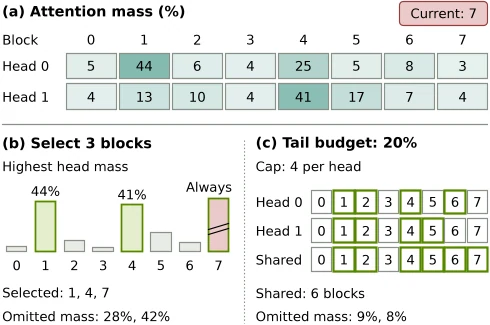 (a) Attention mass (%)
Current: 7
Block 0 1 2 3 4 5 6 7
Head 0 5 44 6 4 25 5 8 3
Head 1 4 13 10 4 41 17 7 4
(b) Select 3 blocks
Highest head mass
44% 41% Always
0 1 2 3 4 5 6 7
Selected: 1, 4, 7
Omitted mass: 28%, 42%
(c) Tail budget: 20%
Cap: 4 per head
Head 0 0 1 2 3 4 5 6 7
Head 1 0 1 2 3 4 5 6 7
Shared 0 1 2 3 4 5 6 7
Shared: 6 blocks
Omitted mass: 9%, 8%